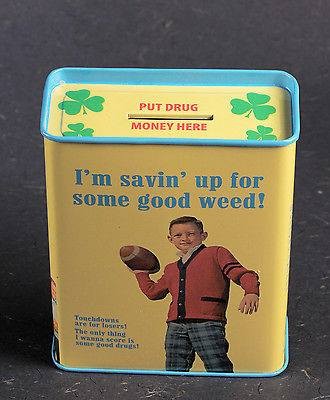 PUT DRUG
MONEY HERE
I'm savin' up for
some good weed!
Touchdowns
are for losers!
The only thing
I wanna score is
some good drugs!